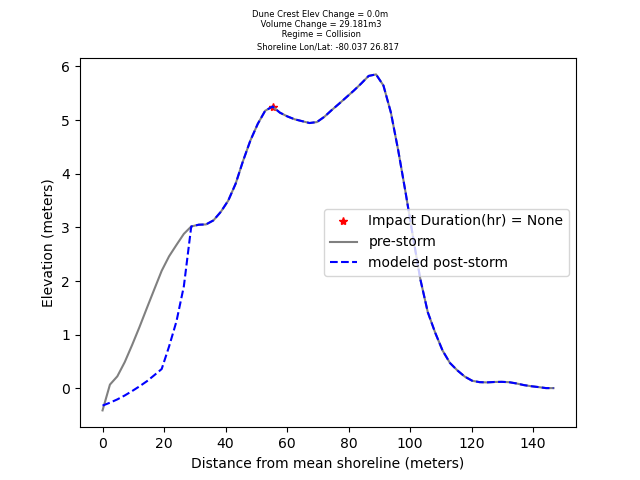 Dune Crest Elev Change = 0.0m
Volume Change = 29.181m3
Regime = Collision
Shoreline Lon/Lat: -80.037 26.817
6
5
4
3
2
1
0
Elevation (meters)
Impact Duration(hr) = None
pre-storm
modeled post-storm
0 20 40 60 80 100 120 140
Distance from mean shoreline (meters)